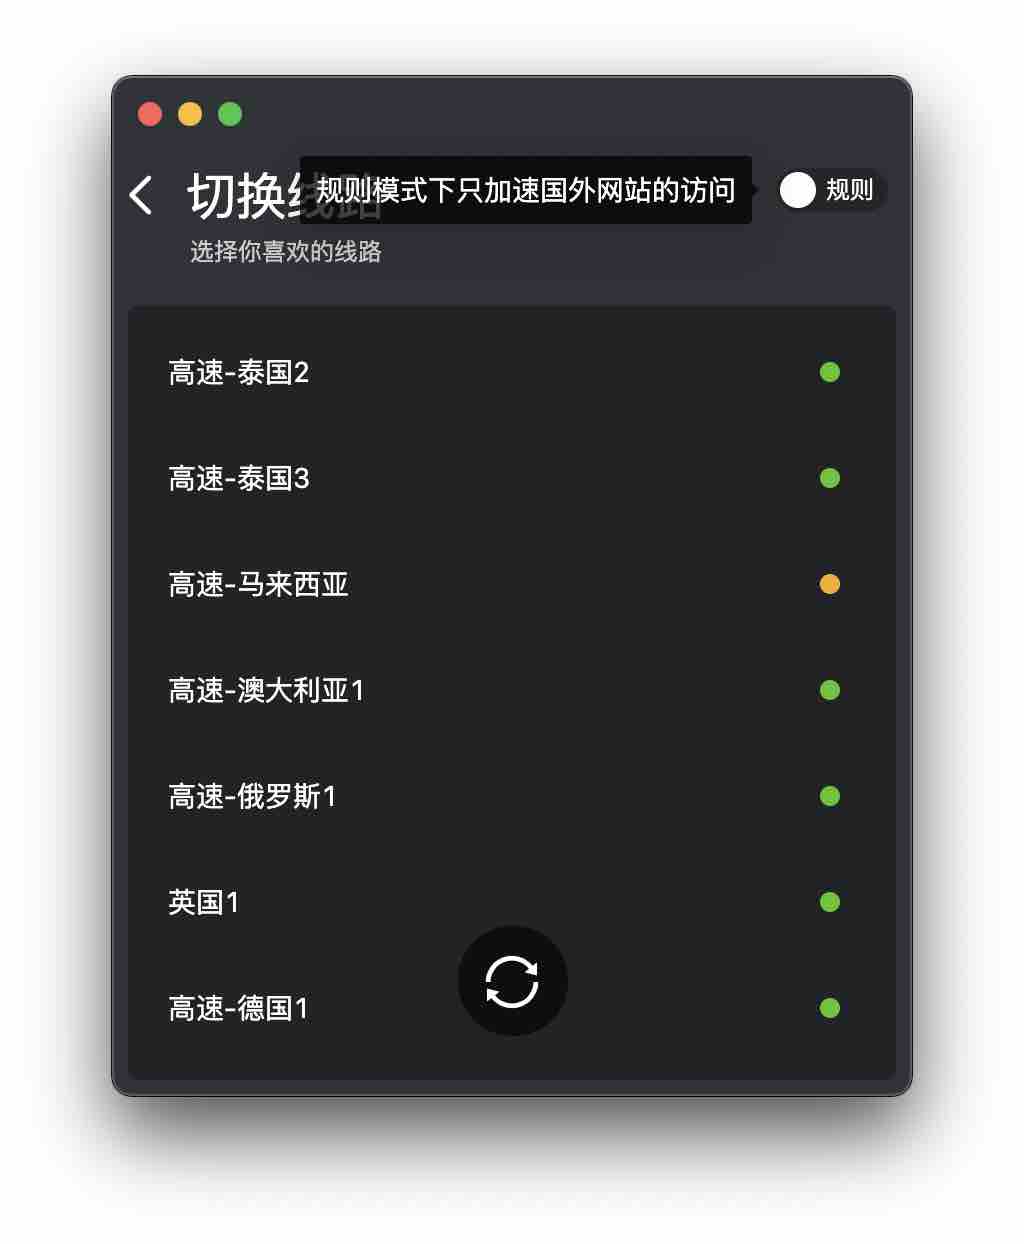 切换线路
规则模式下只加速国外网站的访问
规则
选择你喜欢的线路
高速-泰国2
高速-泰国3
高速-马来西亚
高速-澳大利亚1
高速-俄罗斯1
英国1
高速-德国1